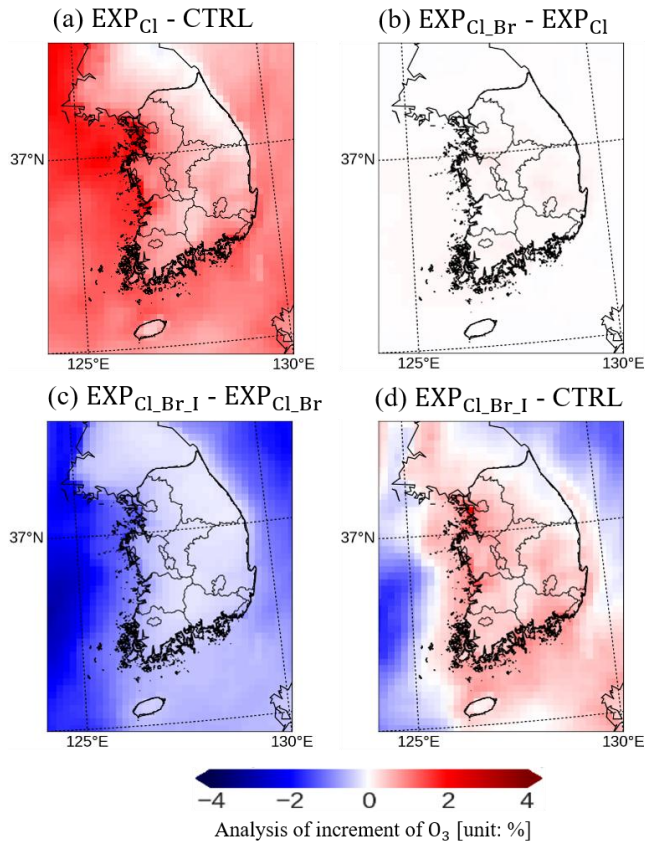 (a) EXP_Cl - CTRL
(b) EXP_Cl_Br - EXP_Cl
37°N
125°E
130°E
125°E
130°E
(c) EXP_Cl_Br_I - EXP_Cl_Br
(d) EXP_Cl_Br_I - CTRL
37°N
37°N
125°E
130°E
125°E
130°E
37°N
−4
−2
0
2
4
Analysis of increment of O₃ [unit: %]